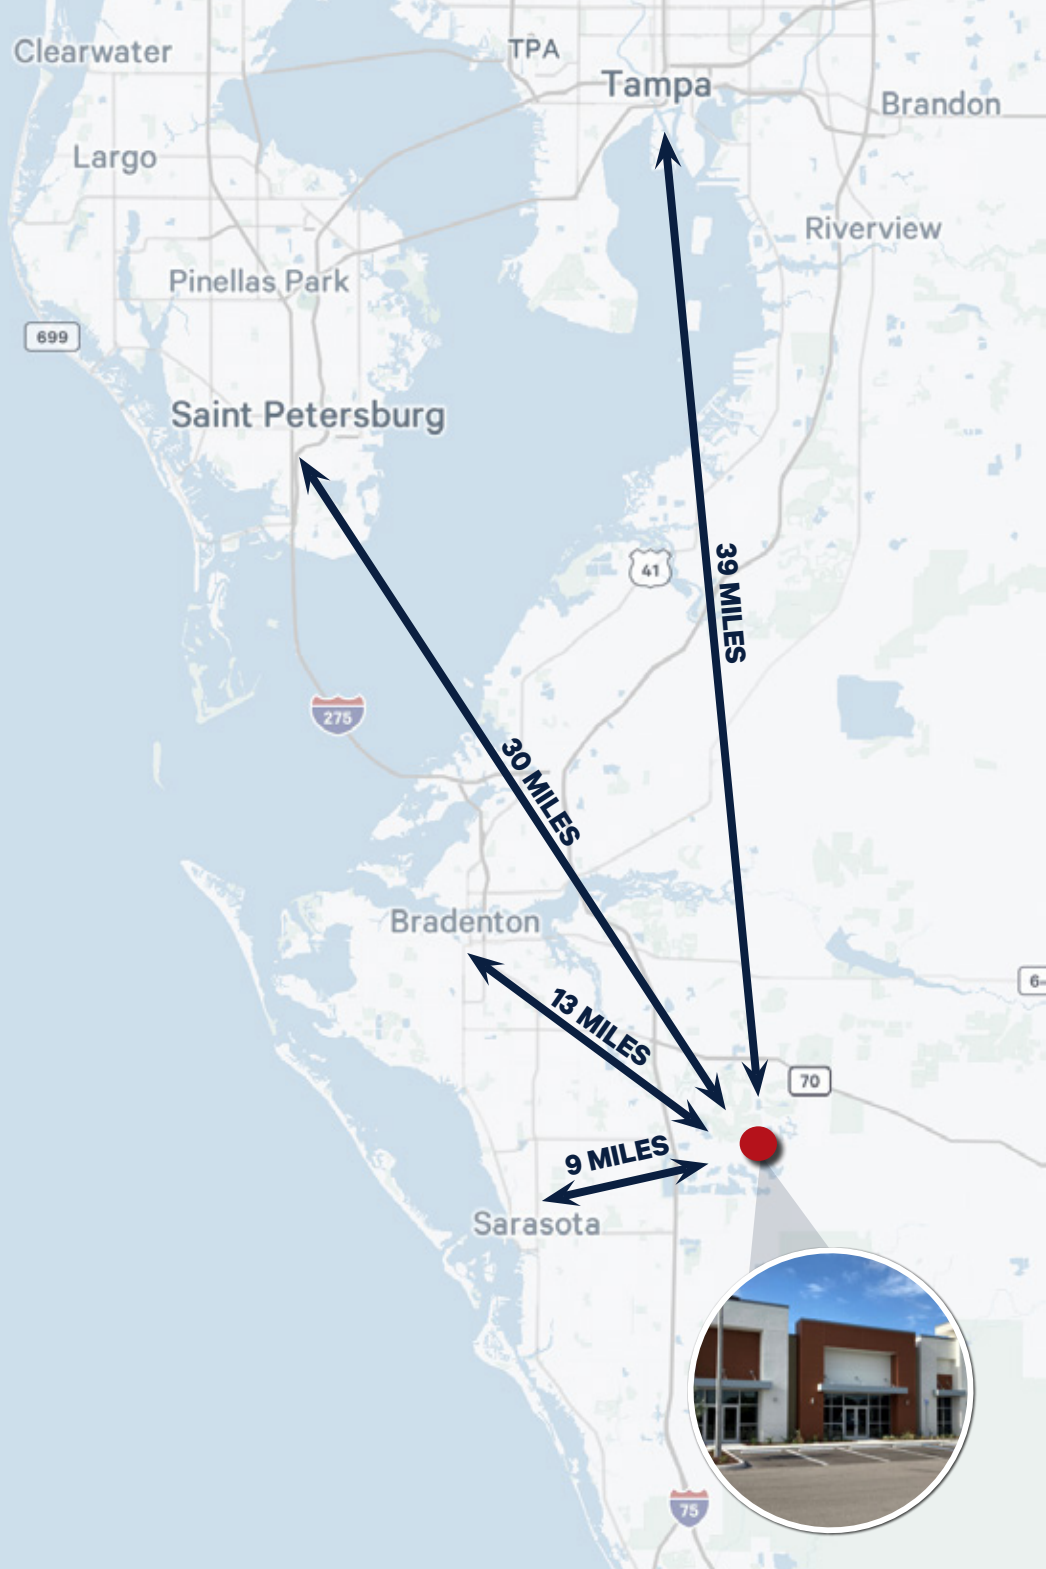 Clearwater
TPA
Tampa
Brandon
Largo
Riverview
Pinellas Park
699
Saint Petersburg
41
39 MILES
275
30 MILES
Bradenton
6-
13 MILES
70
9 MILES
Sarasota
75